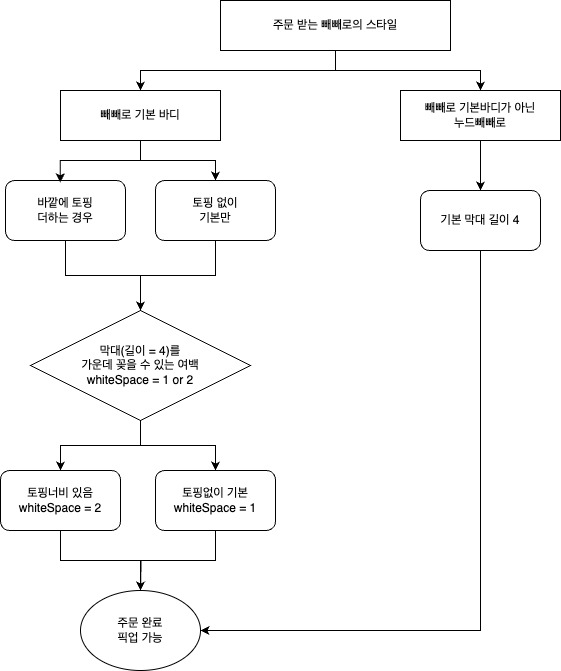 주문 받는 빼빼로의 스타일
빼빼로 기본 바디
빼빼로 기본바디가 아닌
누드빼빼로
바깥에 토핑
더하는 경우
토핑 없이
기본만
기본 막대 길이 4
막대(길이 = 4)를
가운데 꽂을 수 있는 여백
whiteSpace = 1 or 2
토핑너비 있음
whiteSpace = 2
토핑없이 기본
whiteSpace = 1
주문 완료
픽업 가능